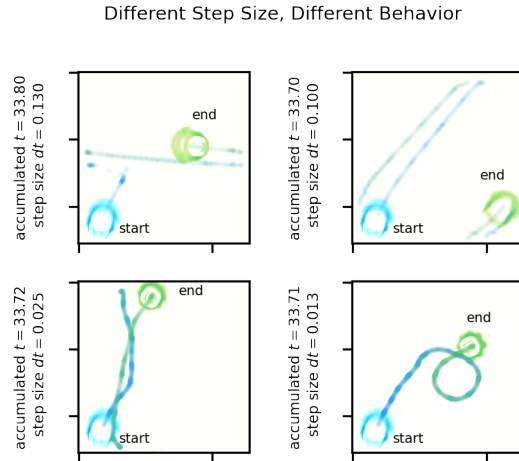 Different Step Size, Different Behavior
accumulated t = 33.80
step size dt = 0.130
end
start
accumulated t = 33.70
step size dt = 0.100
end
start
accumulated t = 33.72
step size dt = 0.025
end
start
accumulated t = 33.71
step size dt = 0.013
end
start